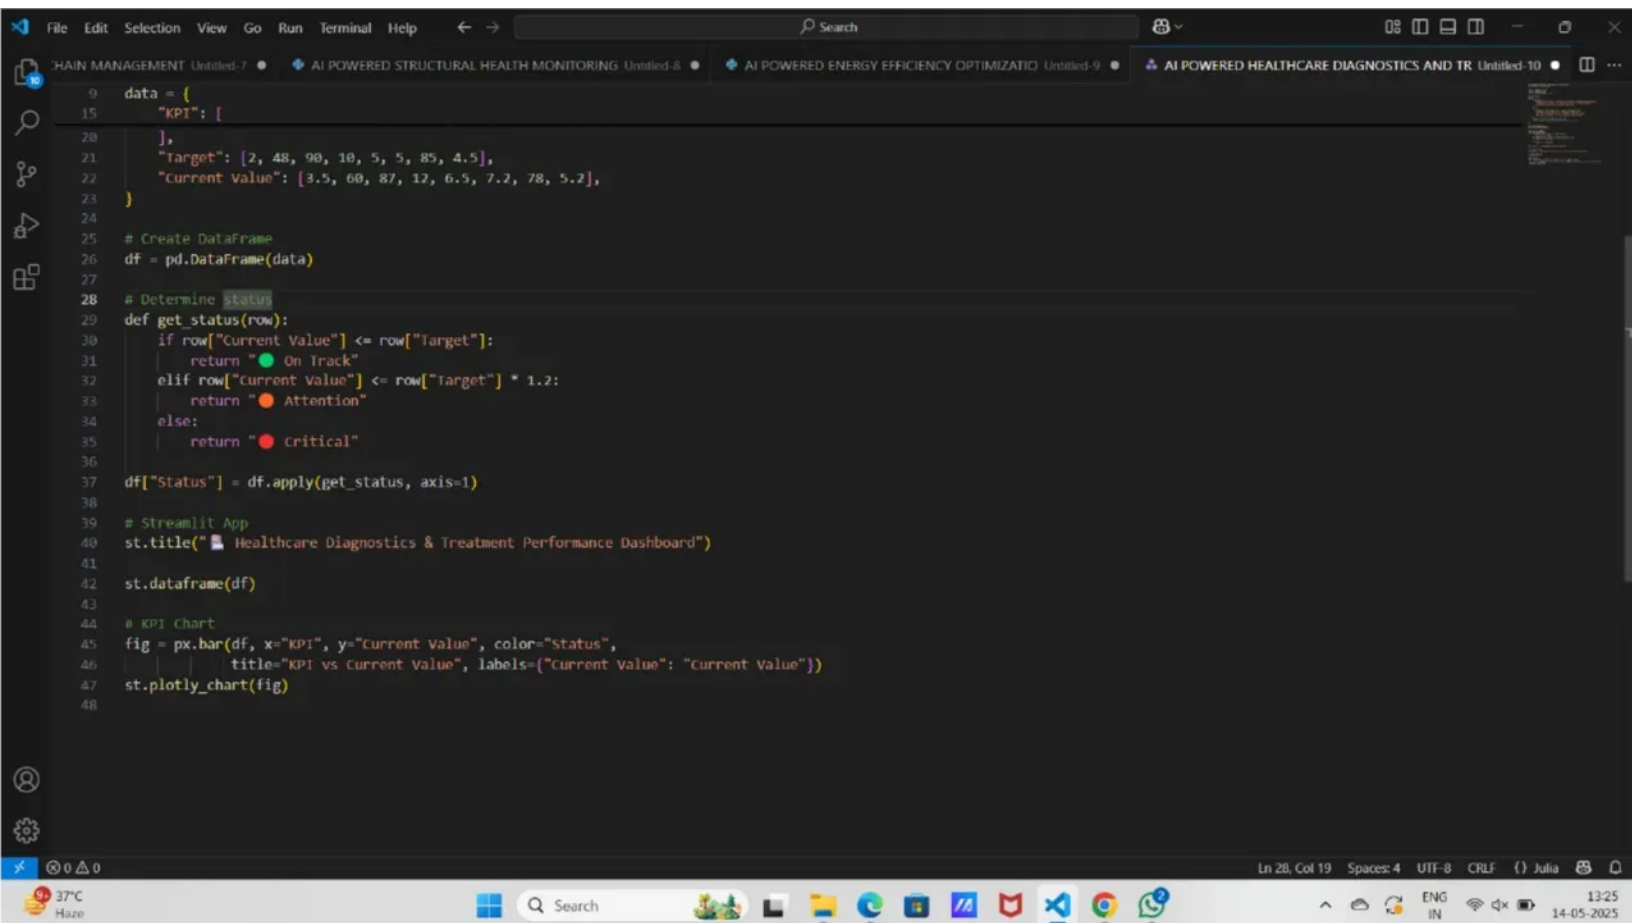 File Edit Selection View Go Run Terminal Help
Search
HAIN MANAGEMENT Untitled-7
AI POWERED STRUCTURAL HEALTH MONITORING Untitled-8
AI POWERED ENERGY EFFICIENCY OPTIMIZATIO Untitled-9
AI POWERED HEALTHCARE DIAGNOSTICS AND TR Untitled-10
10
9 data = {
15 "KPI": [
20 ],
21 "Target": [2, 48, 90, 10, 5, 5, 85, 4.5],
22 "Current Value": [3.5, 60, 87, 12, 6.5, 7.2, 78, 5.2],
23 }
24
25 # Create DataFrame
26 df = pd.DataFrame(data)
27
28 # Determine status
29 def get_status(row):
30 if row["Current Value"] <= row["Target"]:
31 return "🟢 On Track"
32 elif row["Current Value"] <= row["Target"] * 1.2:
33 return "🟠 Attention"
34 else:
35 return "🔴 Critical"
36
37 df["Status"] = df.apply(get_status, axis=1)
38
39 # Streamlit App
40 st.title(" Healthcare Diagnostics & Treatment Performance Dashboard")
41
42 st.dataframe(df)
43
44 # KPI Chart
45 fig = px.bar(df, x="KPI", y="Current Value", color="Status",
46 title="KPI vs Current Value", labels={"Current Value": "Current Value"})
47 st.plotly_chart(fig)
48
0 0
Ln 28, Col 19 Spaces: 4 UTF-8 CRLF {} Julia
9+
37°C
Haze
Search
2
ENG
IN
13:25
14-05-2025